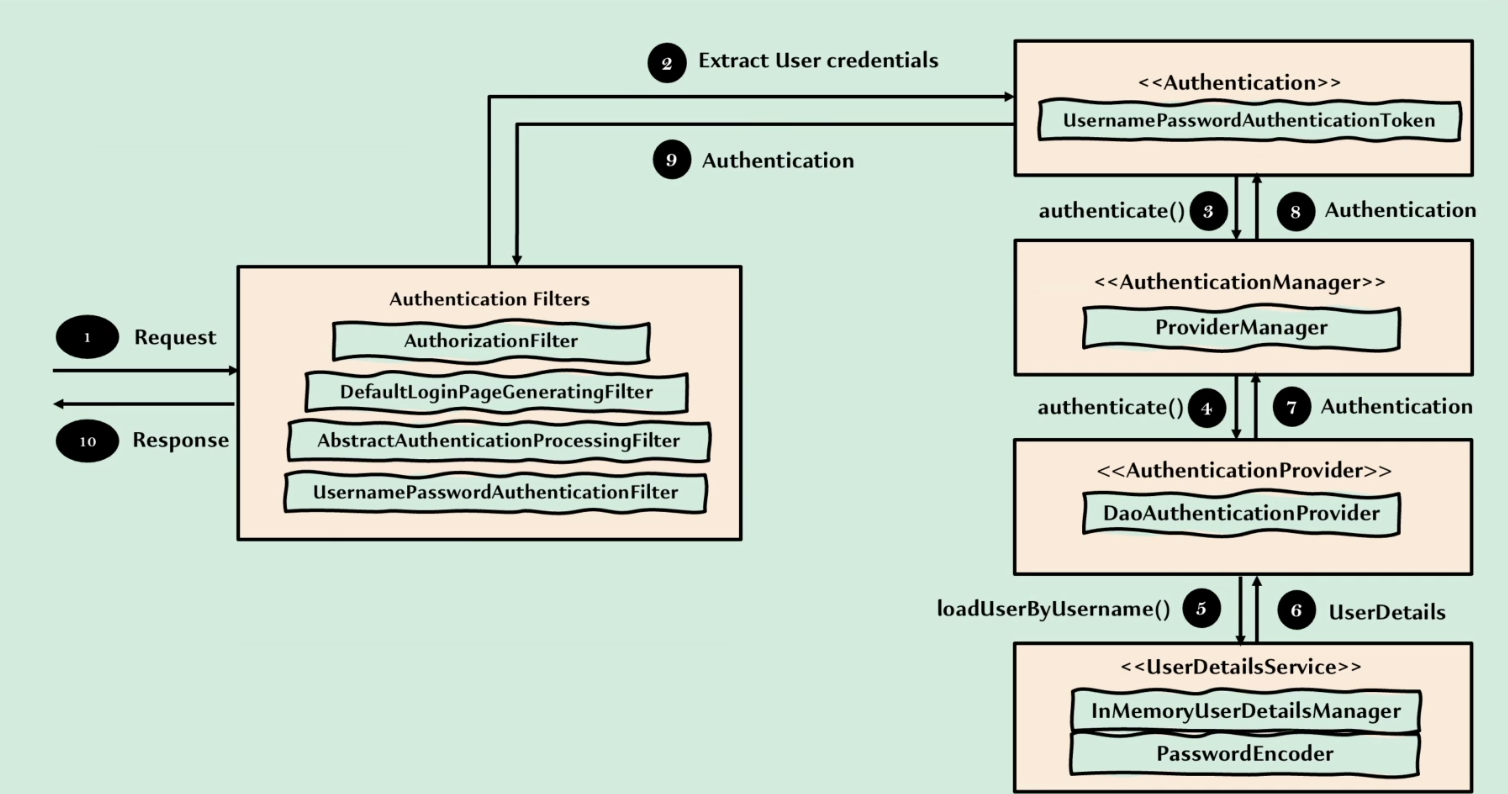 2 Extract User credentials
9 Authentication
<<Authentication>>
UsernamePasswordAuthenticationToken
authenticate() 3
8 Authentication
<<AuthenticationManager>>
ProviderManager
authenticate() 4
7 Authentication
<<AuthenticationProvider>>
DaoAuthenticationProvider
loadUserByUsername() 5
6 UserDetails
<<UserDetailsService>>
InMemoryUserDetailsManager
PasswordEncoder
1 Request
10 Response
Authentication Filters
AuthorizationFilter
DefaultLoginPageGeneratingFilter
AbstractAuthenticationProcessingFilter
UsernamePasswordAuthenticationFilter